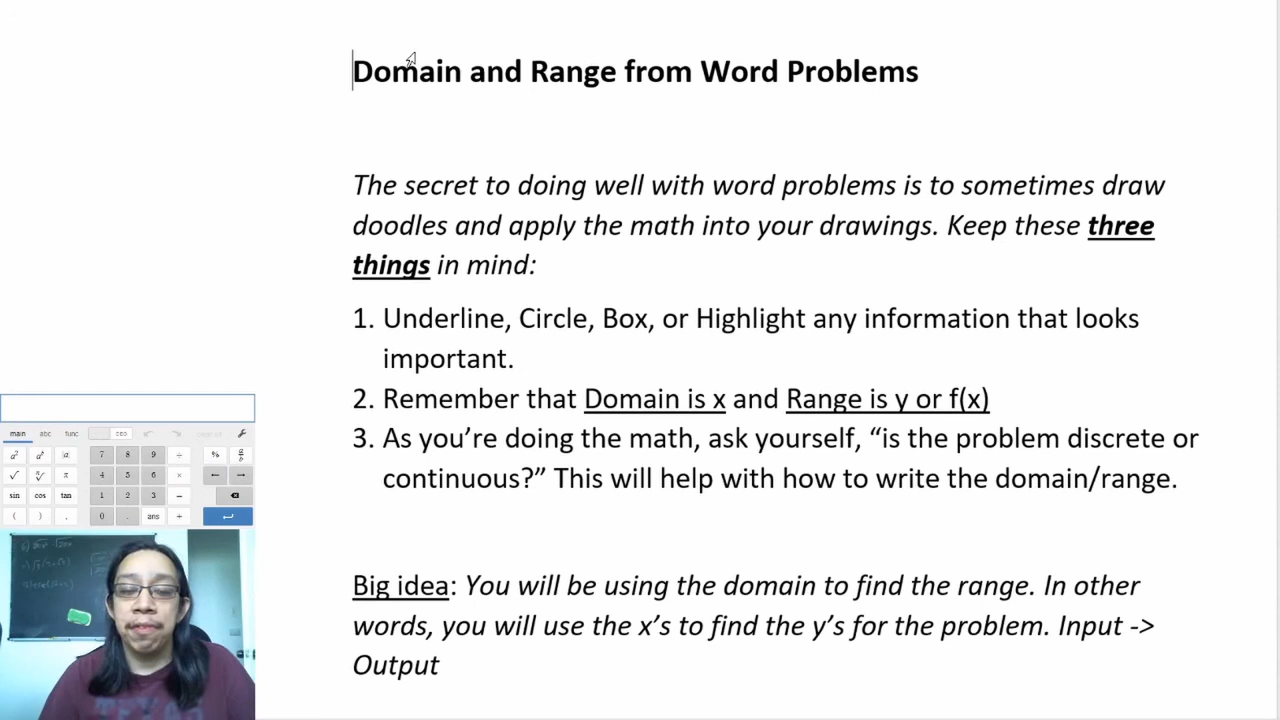 Domain and Range from Word Problems
The secret to doing well with word problems is to sometimes draw
doodles and apply the math into your drawings. Keep these three
things in mind:
1. Underline, Circle, Box, or Highlight any information that looks
important.
2. Remember that Domain is x and Range is y or f(x)
3. As you’re doing the math, ask yourself, “is the problem discrete or
continuous?” This will help with how to write the domain/range.
Big idea: You will be using the domain to find the range. In other
words, you will use the x’s to find the y’s for the problem. Input ->
Output
main abc func
a² aᵇ |a| 7 8 9 ÷ % a/b
√ ⁿ√ π 4 5 6 × ← →
sin cos tan 1 2 3 −
( ) , 0 . ans +